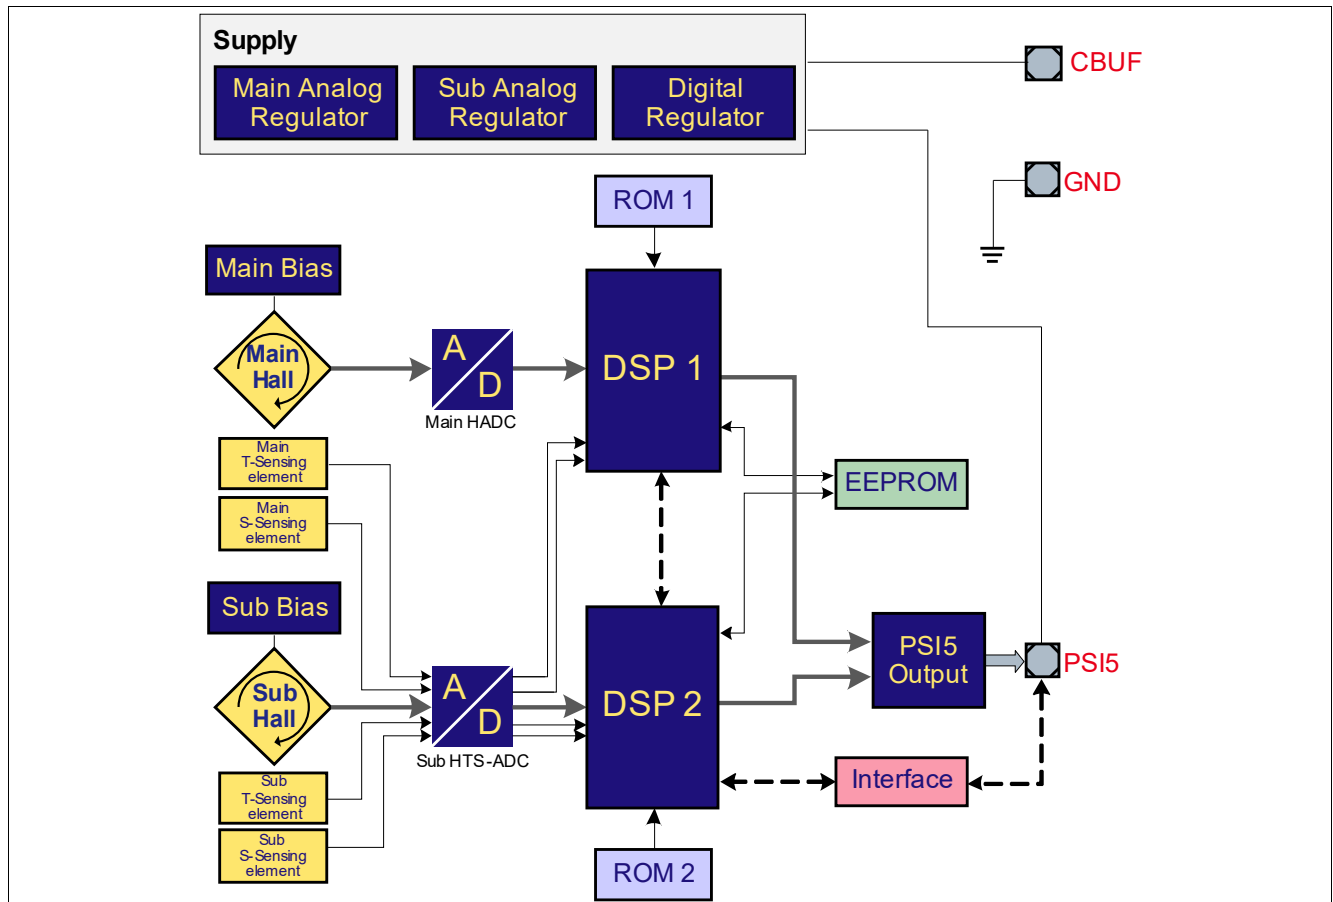 Supply
Main Analog
Regulator
Sub Analog
Regulator
Digital
Regulator
CBUF
GND
ROM 1
Main Bias
Main
Hall
A
D
Main HADC
DSP 1
Main
T-Sensing
element
Main
S-Sensing
element
EEPROM
Sub Bias
Sub
Hall
A
D
Sub HTS-ADC
DSP 2
PSI5
Output
PSI5
Sub
T-Sensing
element
Sub
S-Sensing
element
Interface
ROM 2